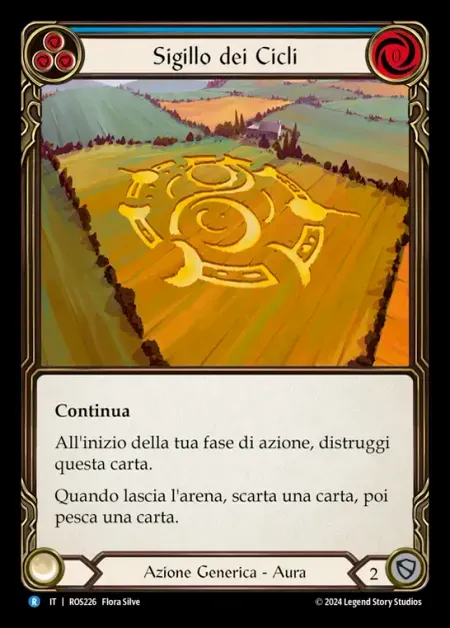 Sigillo dei Cicli
0
Continua
All'inizio della tua fase di azione, distruggi
questa carta.
Quando lascia l'arena, scarta una carta, poi
pesca una carta.
Azione Generica - Aura
2
R IT | ROS226 Flora Silve
© 2024 Legend Story Studios